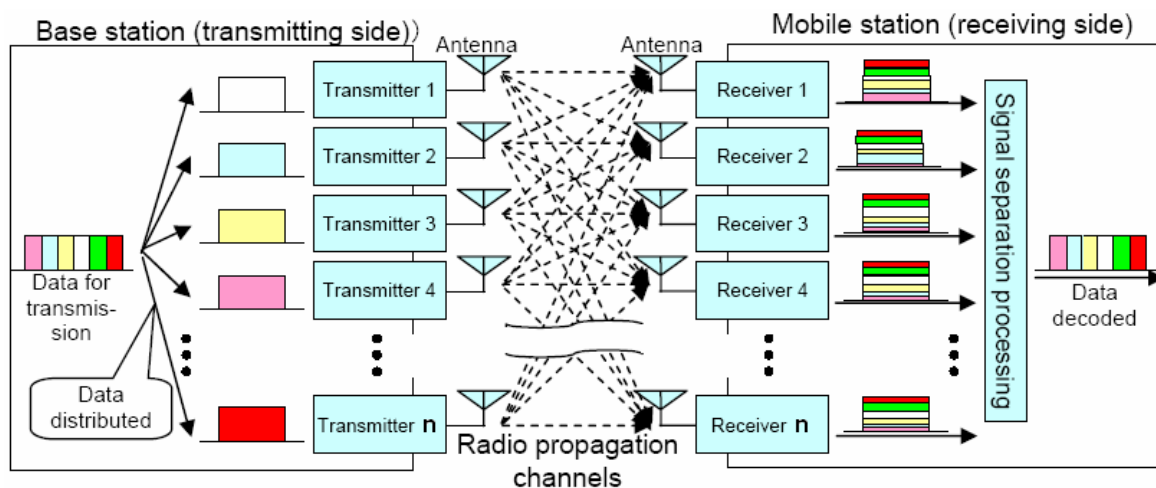 Base station (transmitting side)）
Mobile station (receiving side)
Antenna
Antenna
Transmitter 1
Receiver 1
Transmitter 2
Receiver 2
Transmitter 3
Receiver 3
Transmitter 4
Receiver 4
Transmitter n
Receiver n
Data for
transmis-
sion
Data
distributed
Radio propagation
channels
Signal separation processing
Data
decoded